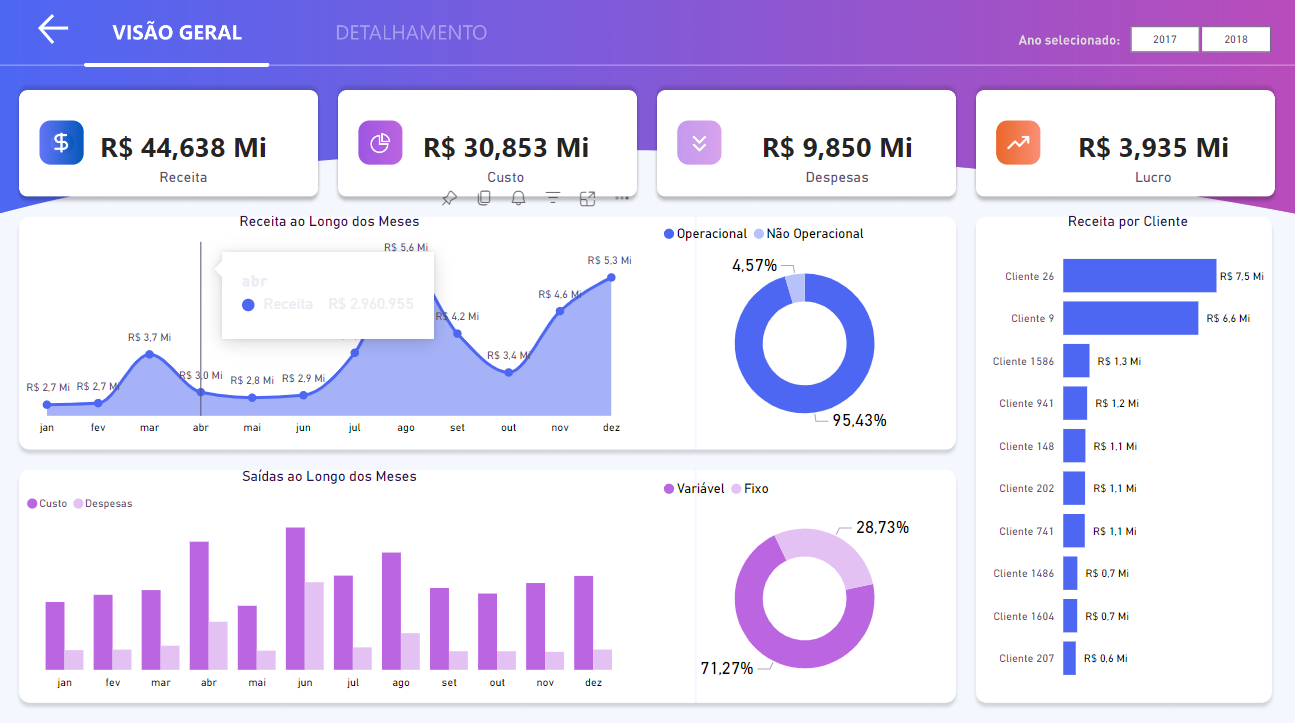 VISÃO GERAL
DETALHAMENTO
Ano selecionado:
2017
2018
R$ 44,638 Mi
Receita
R$ 30,853 Mi
Custo
R$ 9,850 Mi
Despesas
R$ 3,935 Mi
Lucro
Receita ao Longo dos Meses
R$ 2,7 Mi
R$ 2,7 M
R$ 3,7 Mi
R$ 3,0 Mi
R$ 2,8 Mi
R$ 2,9 Mi
R$ 5,6 Mi
R$ 4,2 Mi
R$ 3,4 Mi
R$ 4,6 Mi
R$ 5,3 Mi
abr
Receita R$ 2.960.955
jan fev mar abr mai jun jul ago set out nov dez
Operacional Não Operacional
4,57%
95,43%
Receita por Cliente
Cliente 26 R$ 7,5 Mi
Cliente 9 R$ 6,6 Mi
Cliente 1586 R$ 1,3 Mi
Cliente 941 R$ 1,2 Mi
Cliente 148 R$ 1,1 Mi
Cliente 202 R$ 1,1 Mi
Cliente 741 R$ 1,1 Mi
Cliente 1486 R$ 0,7 Mi
Cliente 1604 R$ 0,7 Mi
Cliente 207 R$ 0,6 Mi
Saídas ao Longo dos Meses
Custo Despesas
jan fev mar abr mai jun jul ago set out nov dez
Variável Fixo
28,73%
71,27%